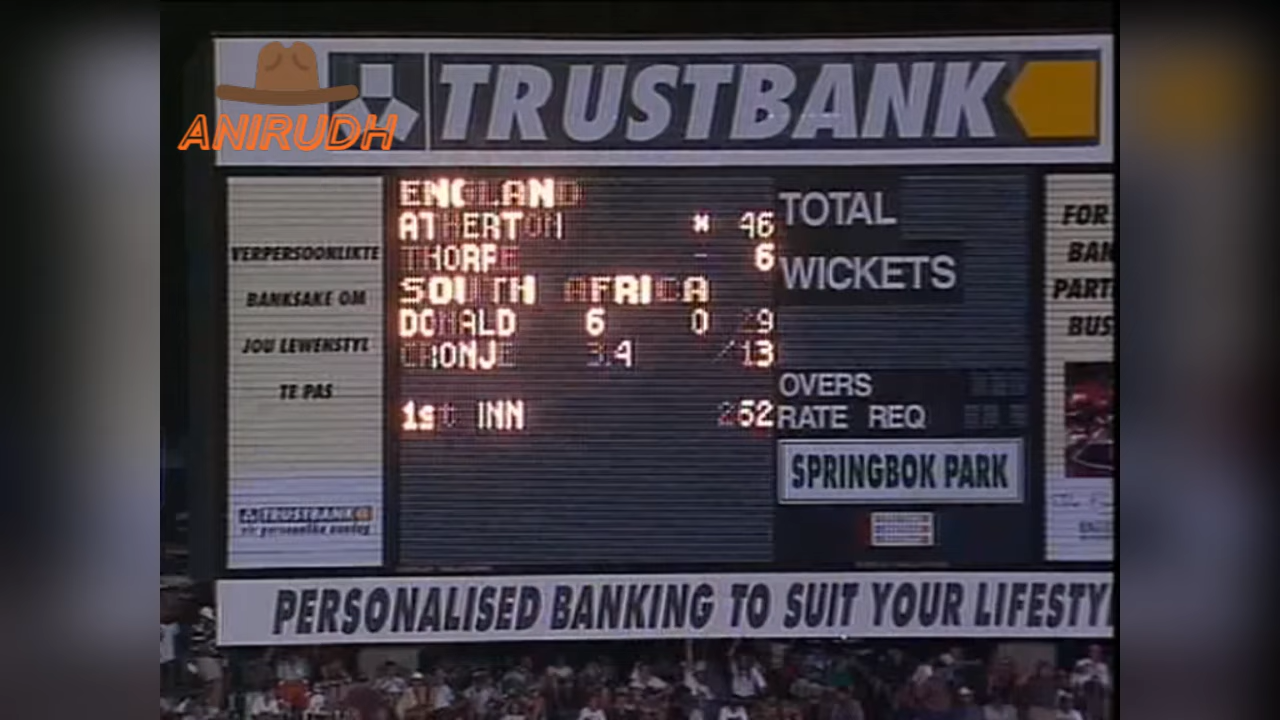 ANIRUDH
TRUSTBANK
ENGLAND
ATHERTON * 46
THORPE - 6
SOUTH AFRICA
DONALD 6 0 29
CRONJE 3.4 /13
1st INN 262
TOTAL
WICKETS
OVERS
RATE REQ
SPRINGBOK PARK
VERPERSOONLIKTE
BANKSAKE OM
JOU LEWENSTYL
TE PAS
TRUSTBANK
FOR
BAN
PART
BUS
PERSONALISED BANKING TO SUIT YOUR LIFESTY